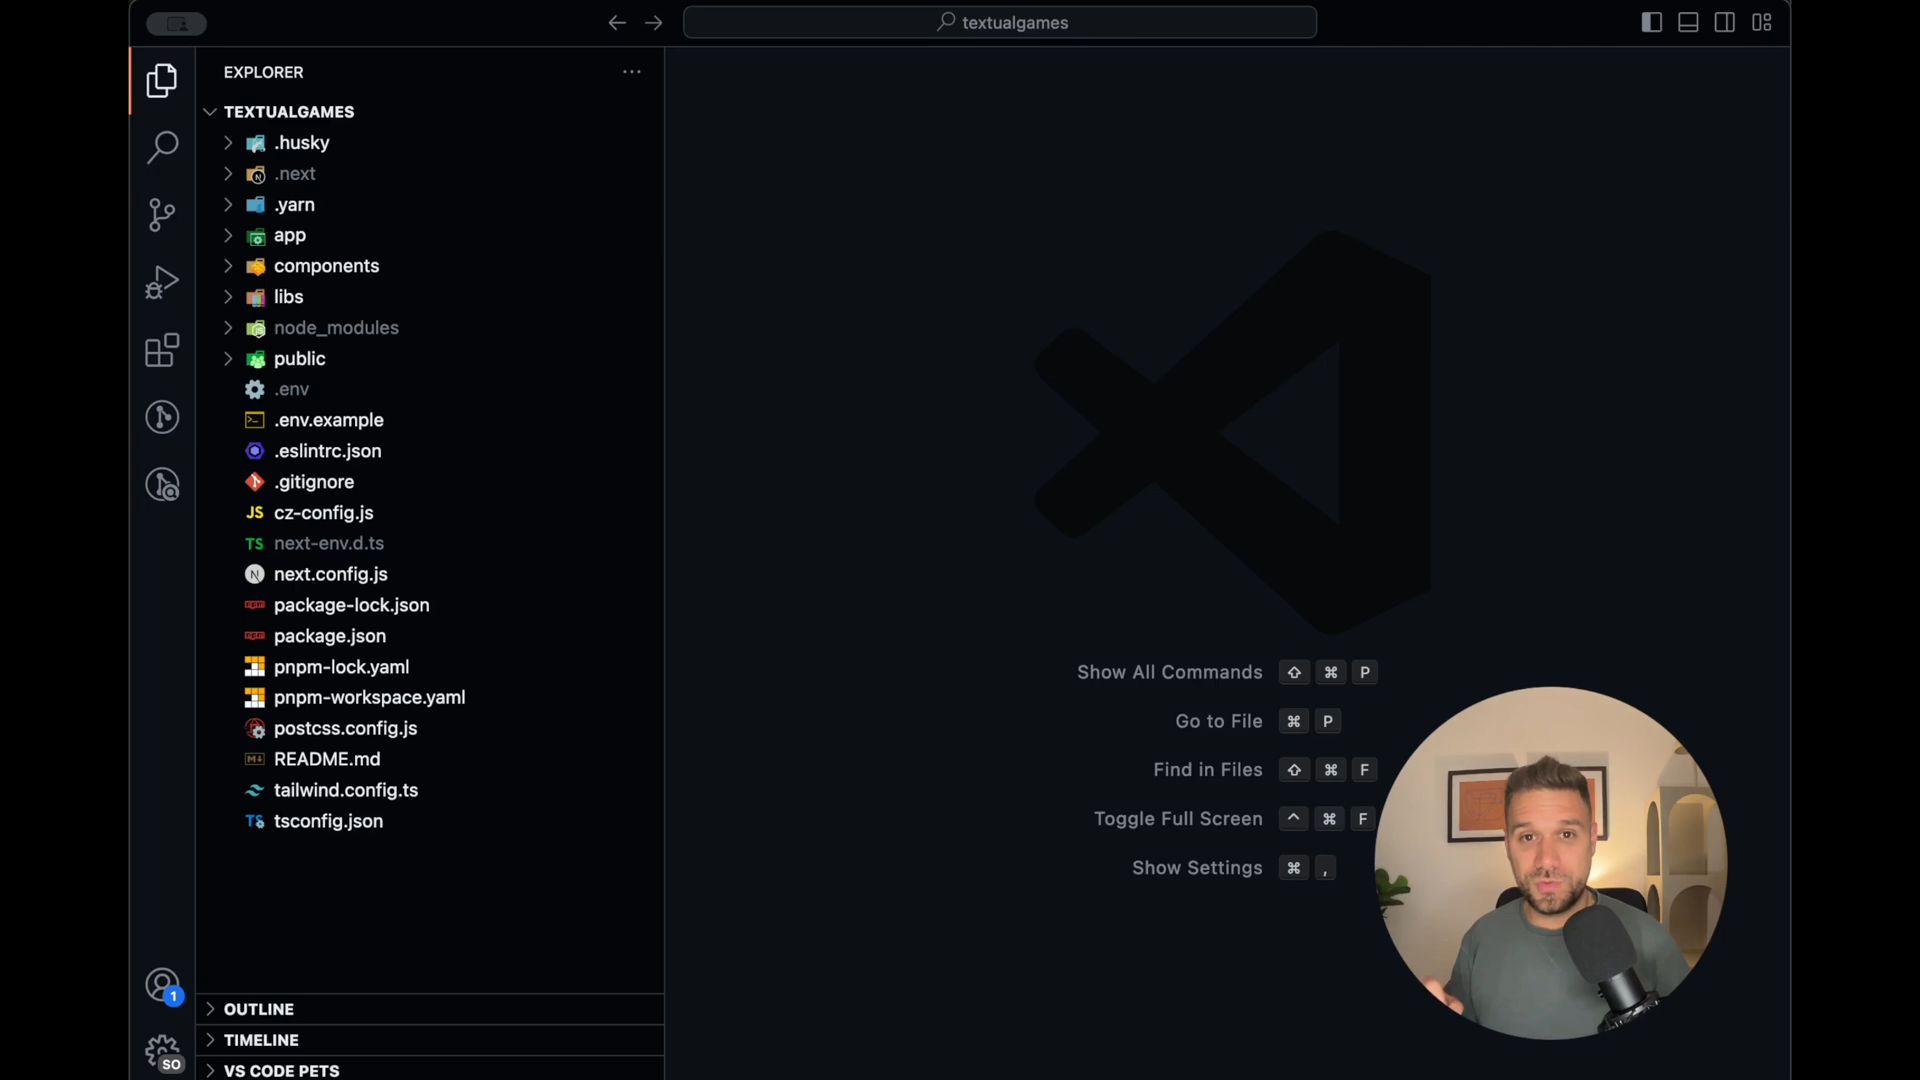 textualgames
EXPLORER
TEXTUALGAMES
.husky
.next
.yarn
app
components
libs
node_modules
public
.env
.env.example
.eslintrc.json
.gitignore
JS cz-config.js
TS next-env.d.ts
N next.config.js
package-lock.json
package.json
pnpm-lock.yaml
pnpm-workspace.yaml
postcss.config.js
README.md
tailwind.config.ts
TS tsconfig.json
Show All Commands ⇧ ⌘ P
Go to File ⌘ P
Find in Files ⇧ ⌘ F
Toggle Full Screen ^ ⌘ F
Show Settings ⌘ ,
1
OUTLINE
TIMELINE
SO
VS CODE PETS